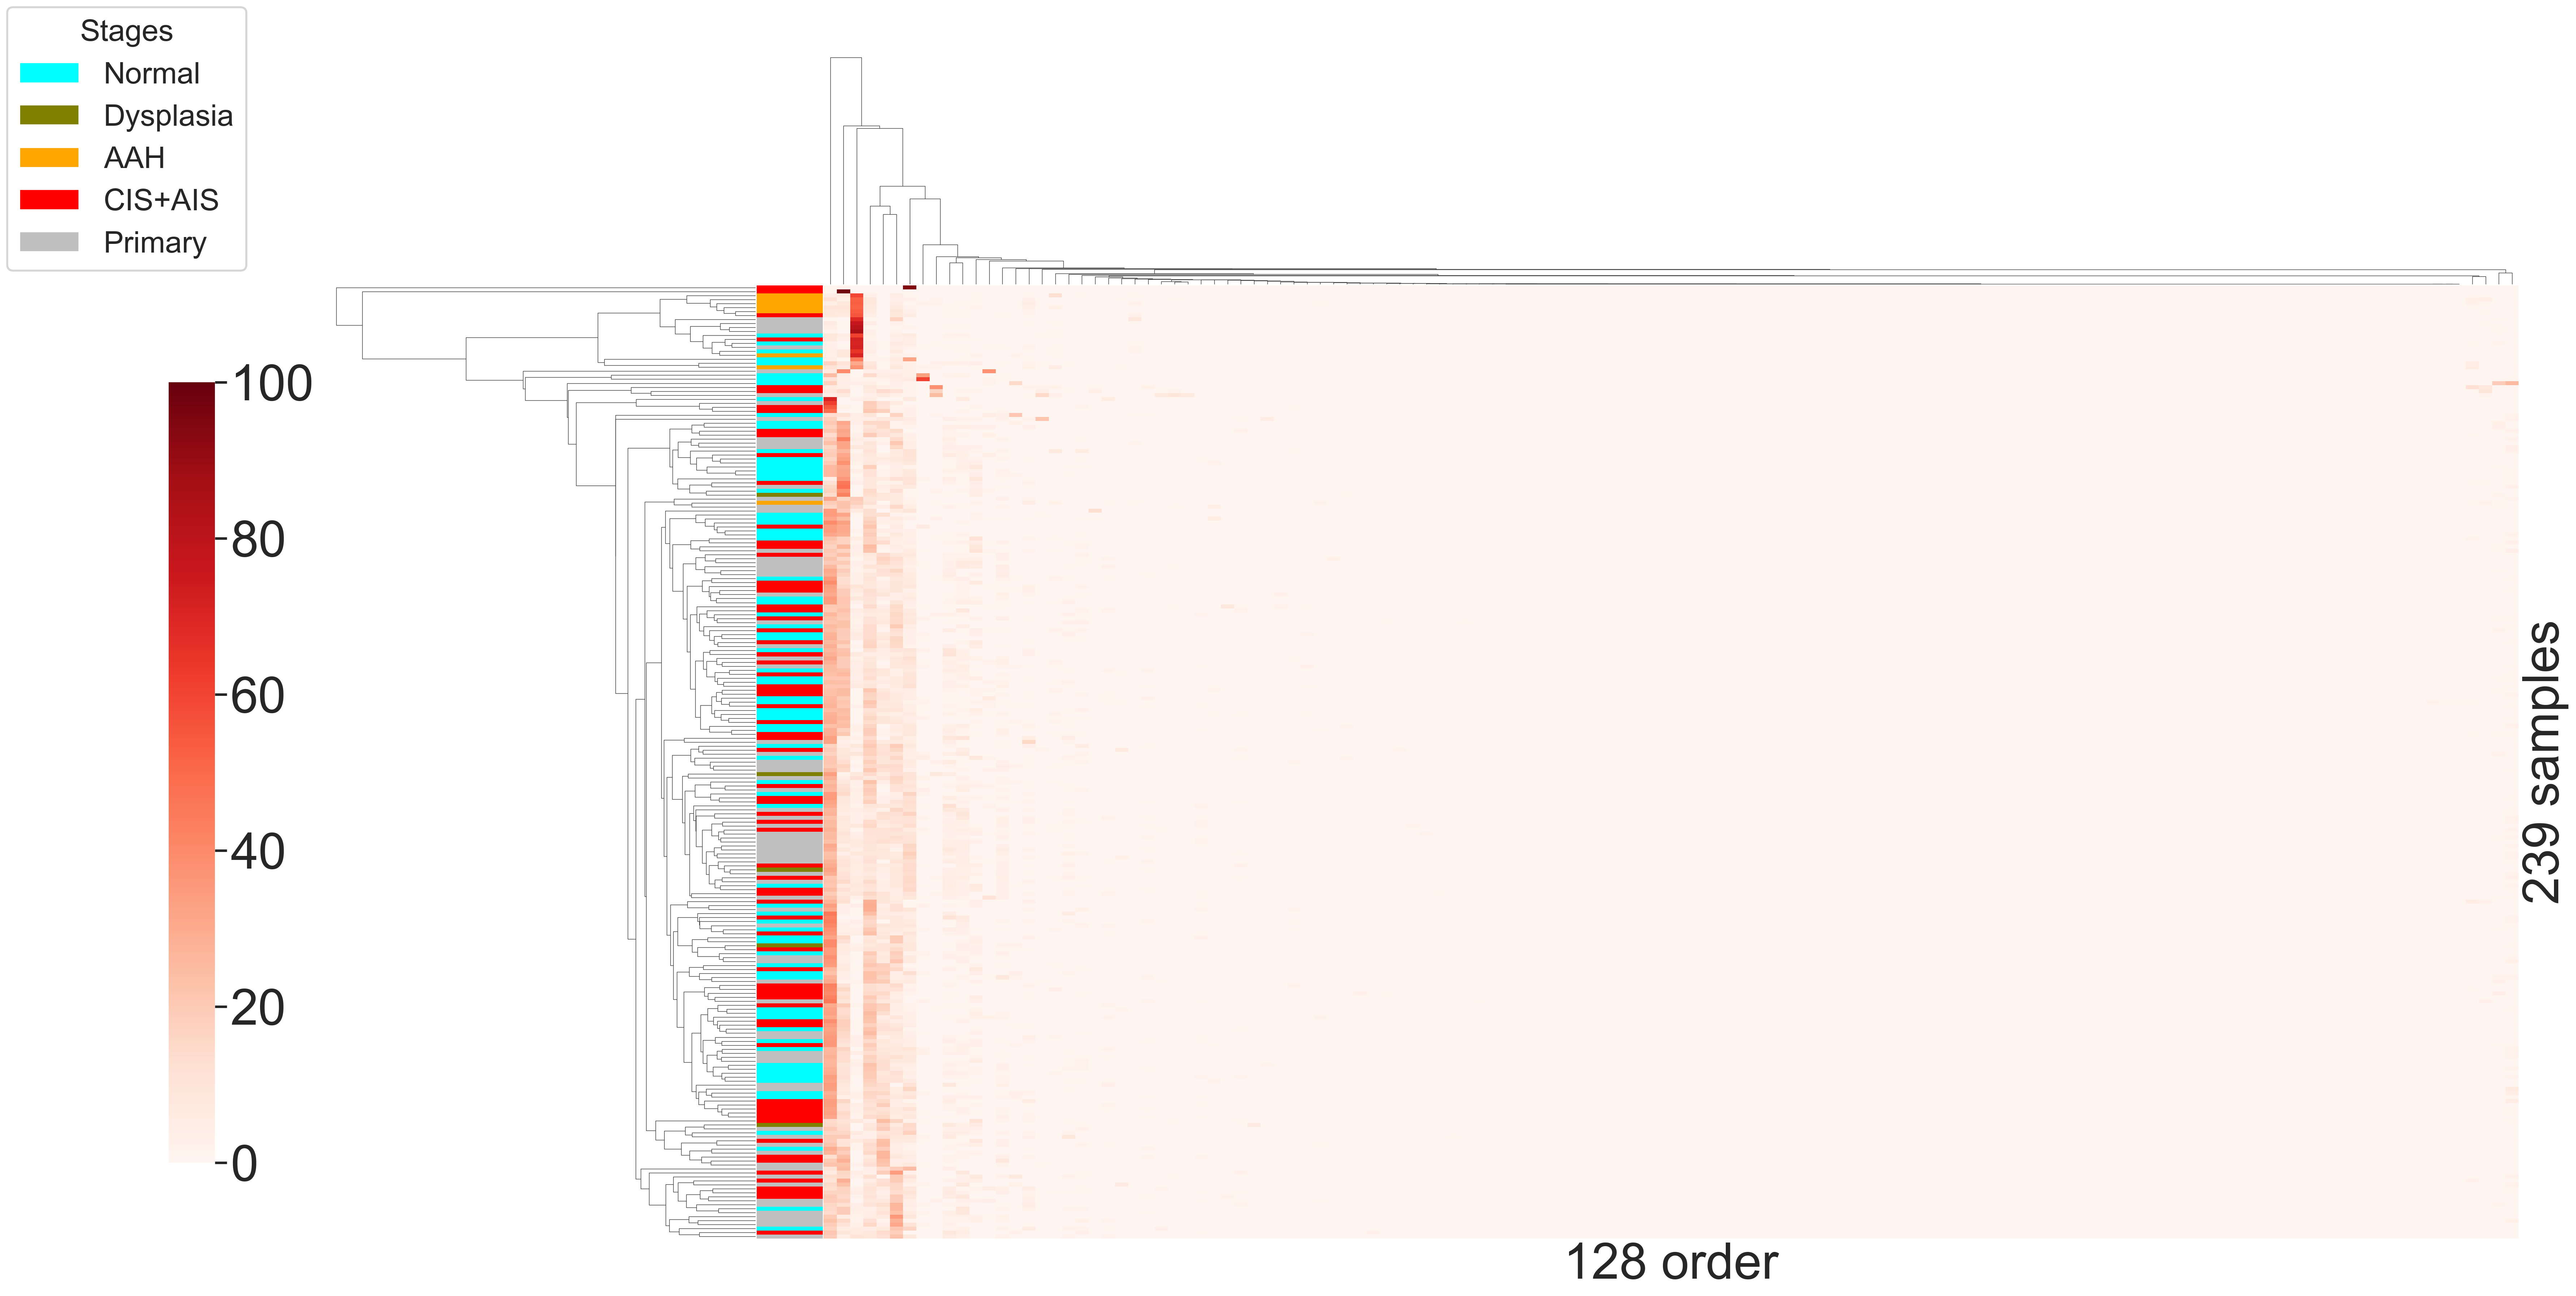 Stages
Normal
Dysplasia
AAH
CIS+AIS
Primary
100
80
60
40
20
0
239 samples
128 order